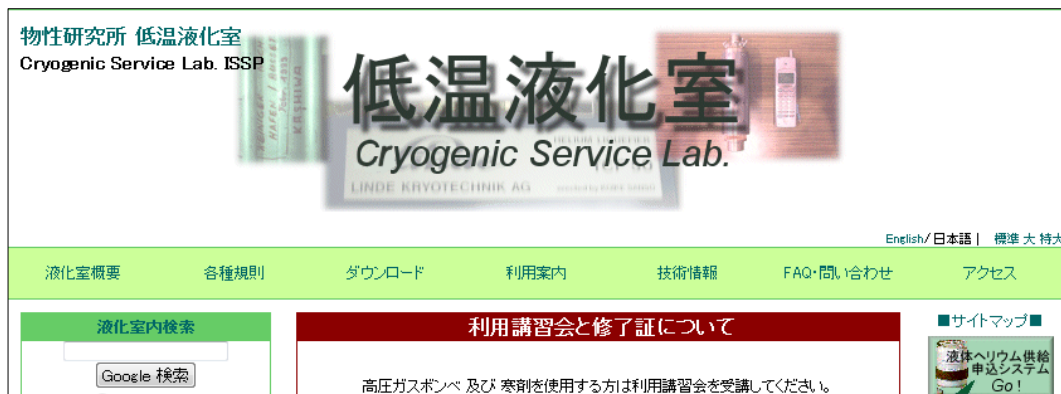 物性研究所 低温液化室
Cryogenic Service Lab. ISSP
低温液化室
Cryogenic Service Lab.
LINDE KRYOTECHNIK AG
English/日本語 | 標準 大 特大
液化室概要 各種規則 ダウンロード 利用案内 技術情報 FAQ・問い合わせ アクセス
液化室内検索
Google 検索
利用講習会と修了証について
高圧ガスボンベ 及び 寒剤を使用する方は利用講習会を受講してください。
■サイトマップ■
液体ヘリウム供給
申込システム
Go!